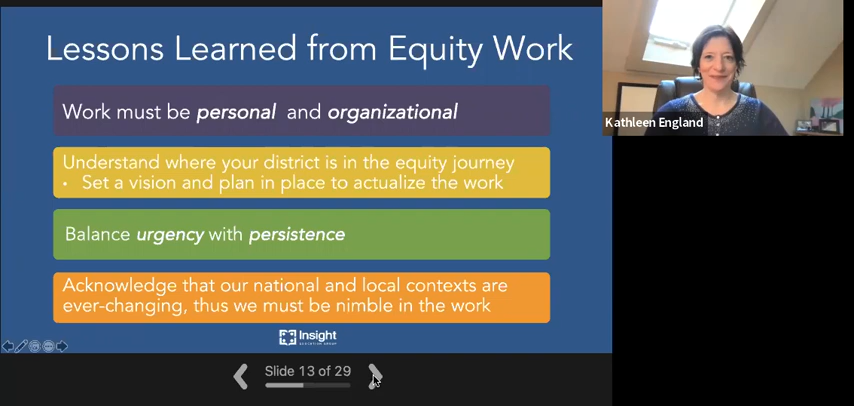 Lessons Learned from Equity Work
Work must be personal and organizational
Understand where your district is in the equity journey
• Set a vision and plan in place to actualize the work
Balance urgency with persistence
Acknowledge that our national and local contexts are
ever-changing, thus we must be nimble in the work
Insight
Slide 13 of 29
Kathleen England